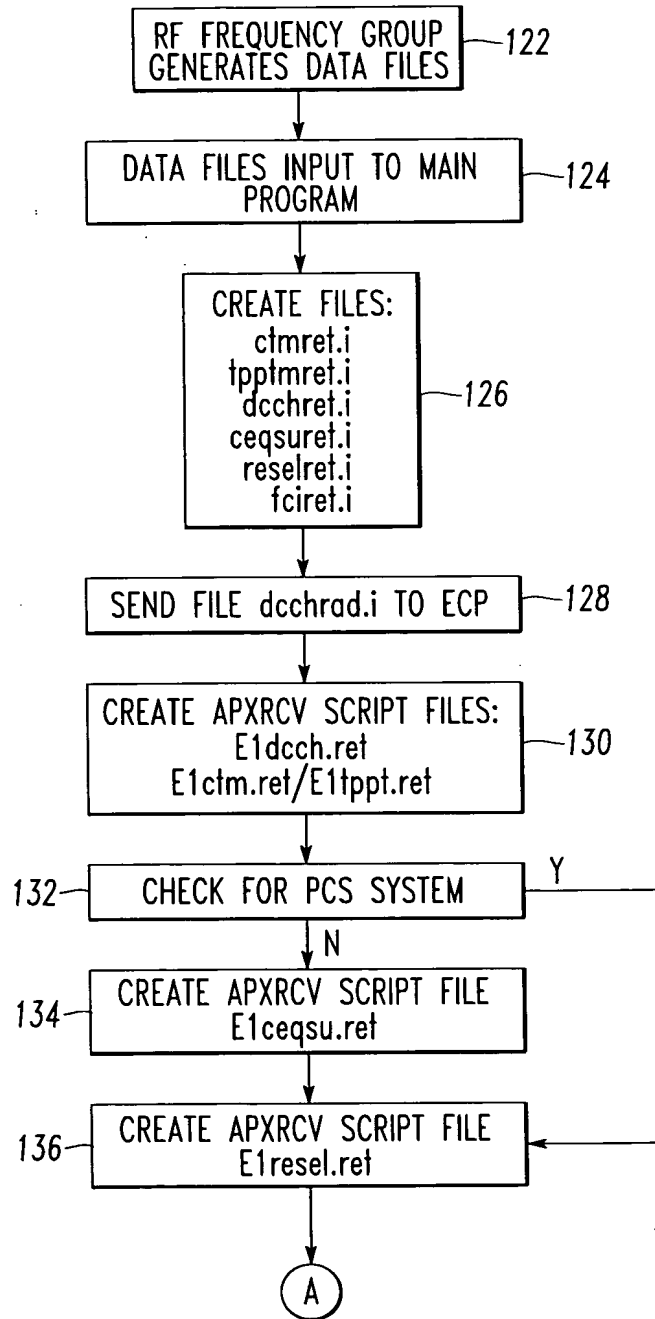 RF FREQUENCY GROUP
GENERATES DATA FILES
122
DATA FILES INPUT TO MAIN
PROGRAM
124
CREATE FILES:
ctmret.i
tpptmret.i
dcchret.i
ceqsuret.i
reselret.i
fciret.i
126
SEND FILE dcchrad.i TO ECP
128
CREATE APXRCV SCRIPT FILES:
E1dcch.ret
E1ctm.ret/E1tppt.ret
130
132
CHECK FOR PCS SYSTEM
Y
N
134
CREATE APXRCV SCRIPT FILE
E1ceqsu.ret
136
CREATE APXRCV SCRIPT FILE
E1resel.ret
A